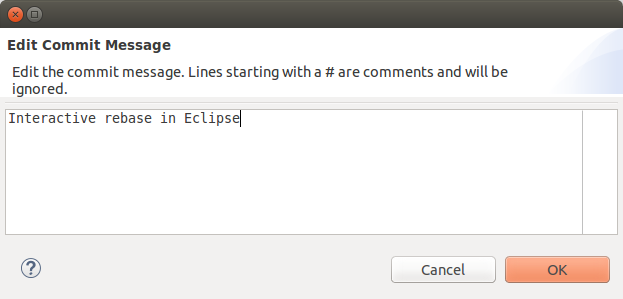 Edit Commit Message
Edit the commit message. Lines starting with a # are comments and will be
ignored.
Interactive rebase in Eclipse
?
Cancel
OK